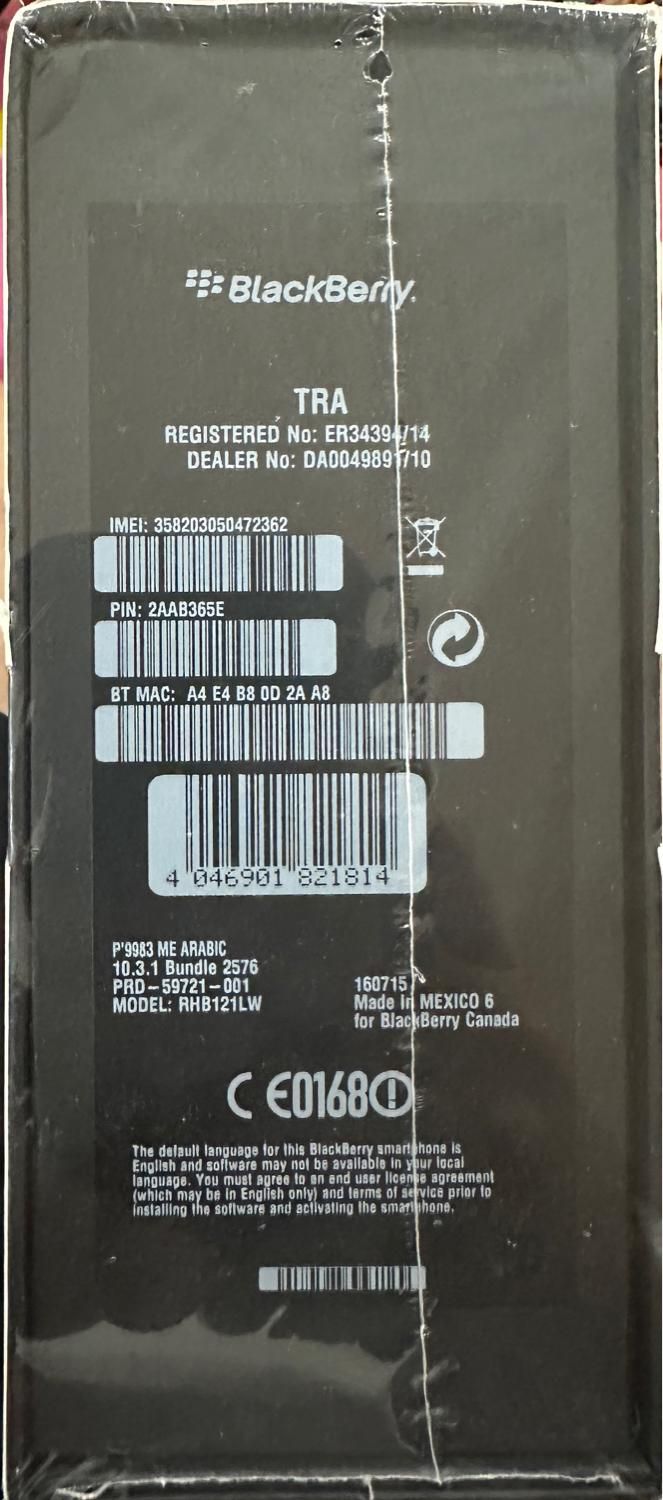 BlackBerry.
TRA
REGISTERED No: ER34394/14
DEALER No: DA0049891/10
IMEI: 358203050472362
PIN: 2AAB365E
BT MAC: A4 E4 B8 0D 2A A8
4 046901 821814
P'9983 ME ARABIC
10.3.1 Bundle 2576
PRD-59721-001
MODEL: RHB121LW
160715
Made in MEXICO 6
for BlackBerry Canada
CE0168
The default language for this BlackBerry smartphone is
English and software may not be available in your local
language. You must agree to an end user license agreement
(which may be in English only) and terms of service prior to
installing the software and activating the smartphone.